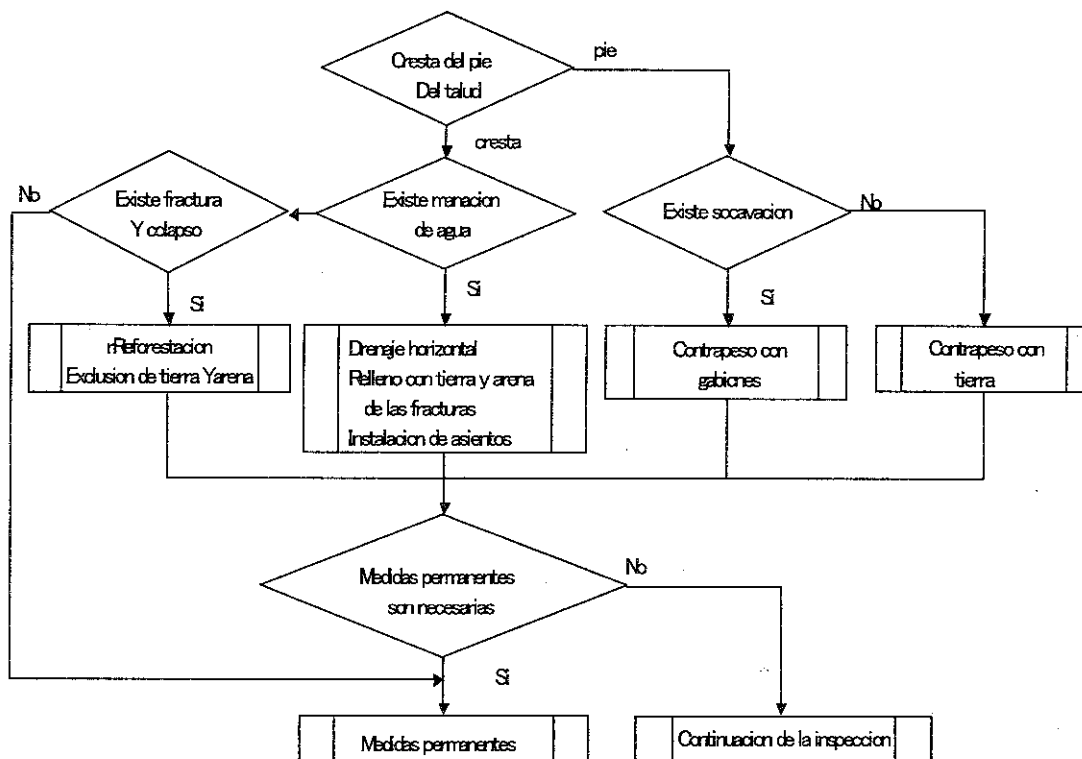 Cresta del pie
Del talud
pie
cresta
No
Existe fractura
Y colapso
Existe manacion
de agua
Existe socavacion
No
Si
Si
Si
rReforestacion
Exclusion de tierra Yarena
Drenaje horizontal
Relleno con tierra y arena
de las fracturas
Instalacion de asientos
Contrapeso con
gabiones
Contrapeso con
tierra
Medidas permanentes
son necesarias
No
Si
Medidas permanentes
Continuacion de la inspeccion